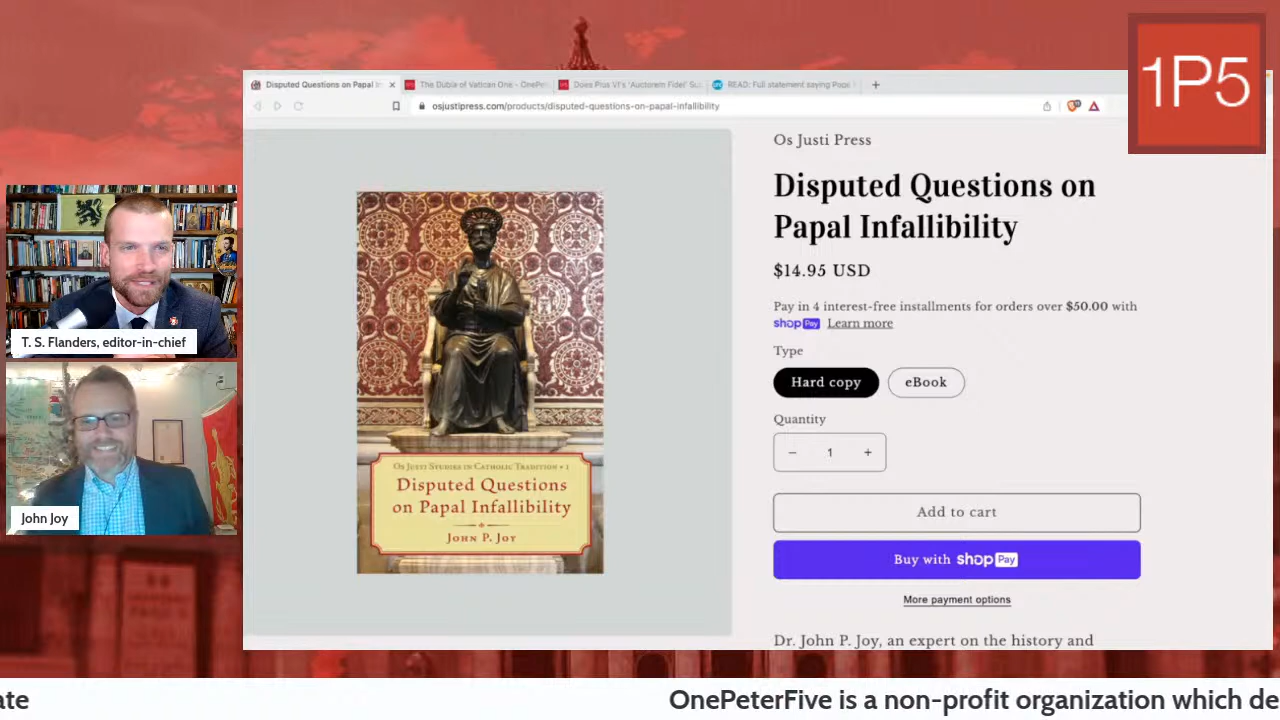 1P5
Disputed Questions on Papal In
The Dubia of Vatican One - OnePet
Does Pius VI's 'Auctorem Fidei' Su
READ: Full statement saying Pope
osjustipress.com/products/disputed-questions-on-papal-infallibility
Os Justi Press
Disputed Questions on
Papal Infallibility
$14.95 USD
Pay in 4 interest-free installments for orders over $50.00 with
shop Pay Learn more
Type
Hard copy eBook
Quantity
− 1 +
Add to cart
Buy with shop Pay
More payment options
Dr. John P. Joy, an expert on the history and
Os Justi Studies in Catholic Tradition • 1
Disputed Questions
on Papal Infallibility
John P. Joy
T. S. Flanders, editor-in-chief
John Joy
ate
OnePeterFive is a non-profit organization which de